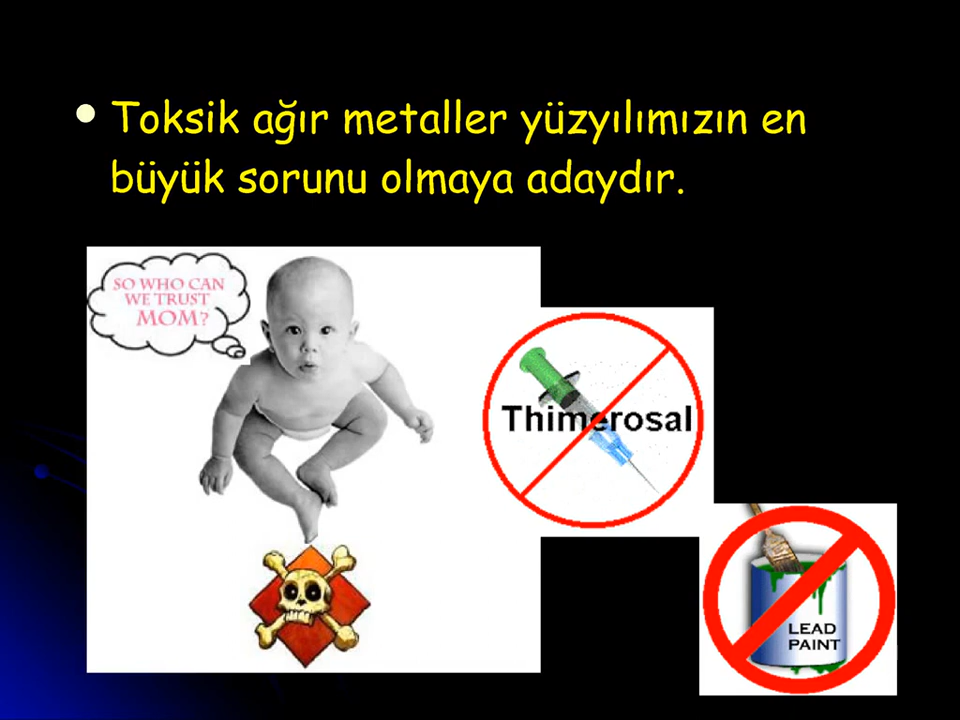 Toksik ağır metaller yüzyılımızın en
büyük sorunu olmaya adaydır.
SO WHO CAN
WE TRUST
MOM?
Thimerosal
LEAD
PAINT